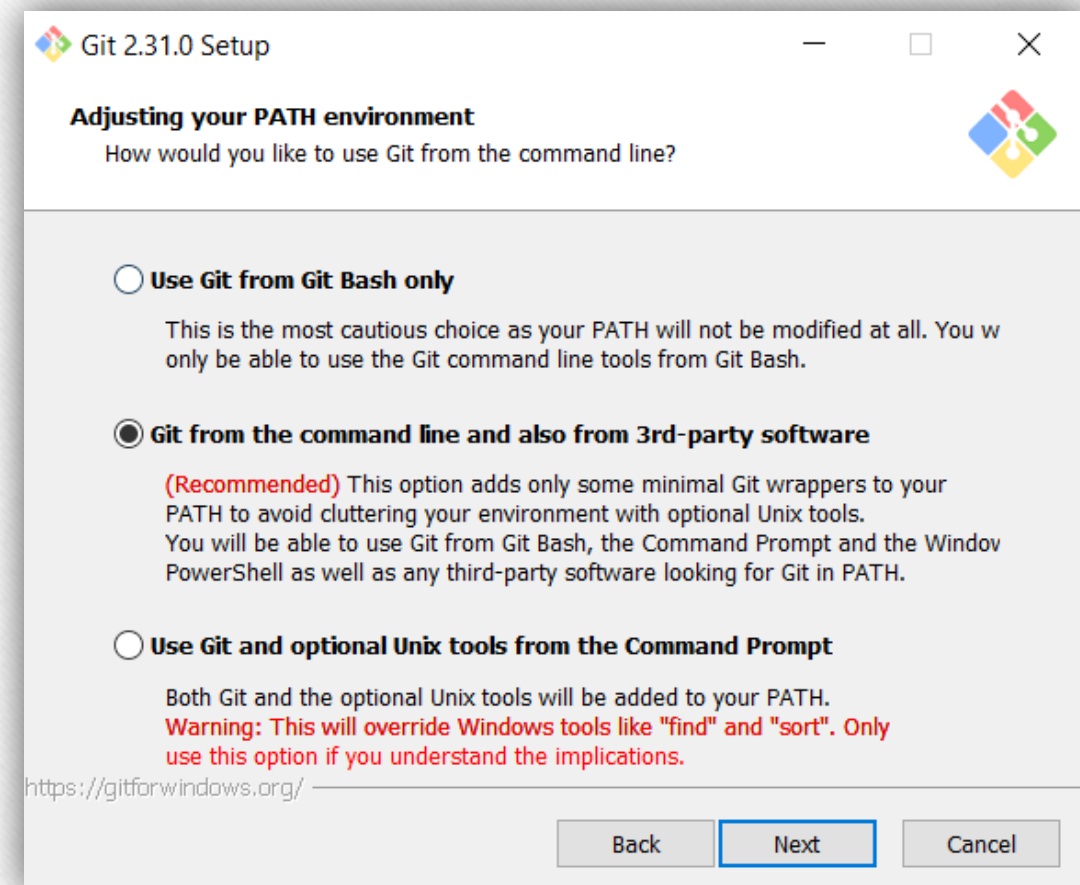 Git 2.31.0 Setup
Adjusting your PATH environment
How would you like to use Git from the command line?
Use Git from Git Bash only
This is the most cautious choice as your PATH will not be modified at all. You w
only be able to use the Git command line tools from Git Bash.
Git from the command line and also from 3rd-party software
(Recommended) This option adds only some minimal Git wrappers to your
PATH to avoid cluttering your environment with optional Unix tools.
You will be able to use Git from Git Bash, the Command Prompt and the Window
PowerShell as well as any third-party software looking for Git in PATH.
Use Git and optional Unix tools from the Command Prompt
Both Git and the optional Unix tools will be added to your PATH.
Warning: This will override Windows tools like "find" and "sort". Only
use this option if you understand the implications.
https://gitforwindows.org/
Back Next Cancel